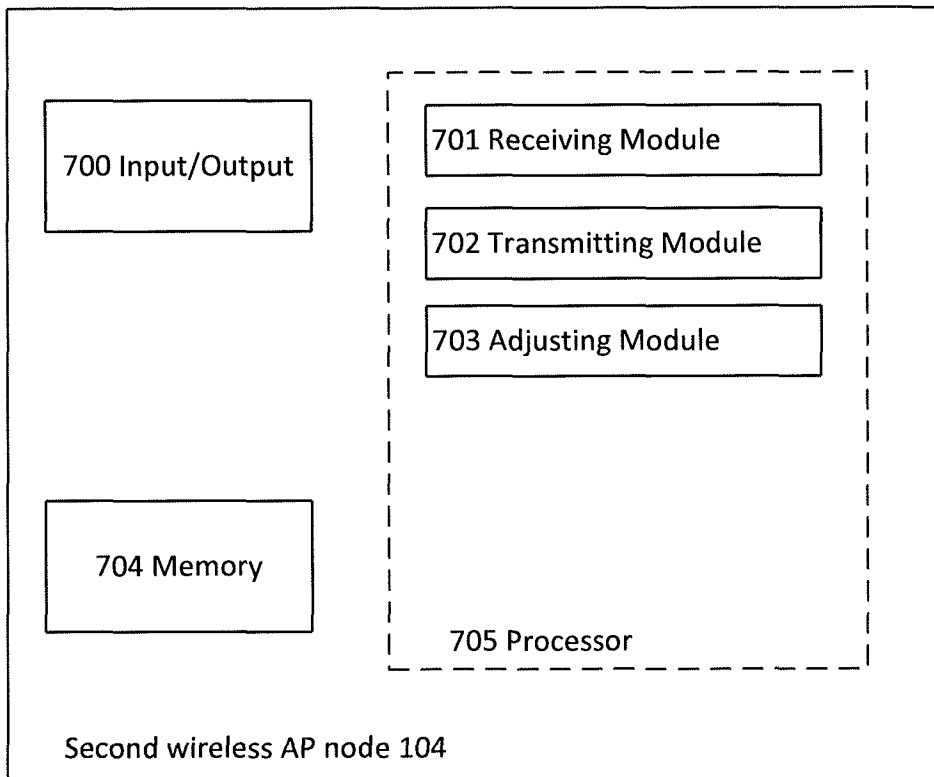 700 Input/Output
701 Receiving Module
702 Transmitting Module
703 Adjusting Module
704 Memory
705 Processor
Second wireless AP node 104